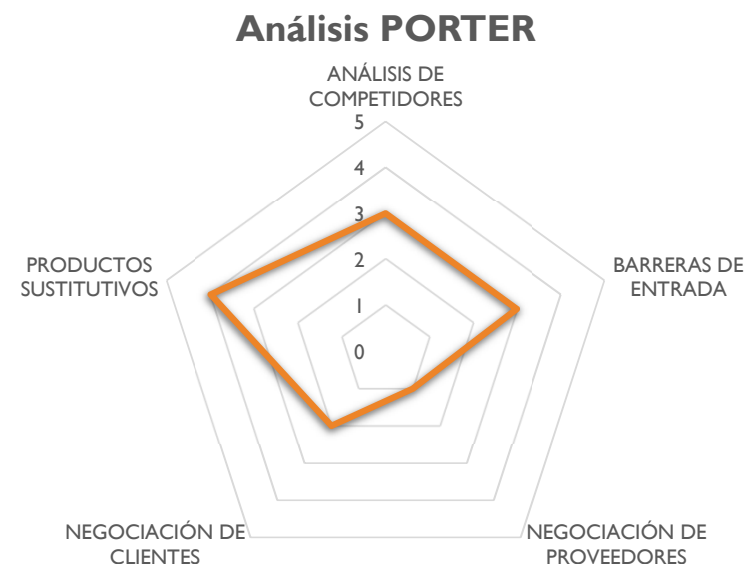 Análisis PORTER
ANÁLISIS DE
COMPETIDORES
5
4
3
2
1
0
PRODUCTOS
SUSTITUTIVOS
BARRERAS DE
ENTRADA
NEGOCIACIÓN DE
CLIENTES
NEGOCIACIÓN DE
PROVEEDORES